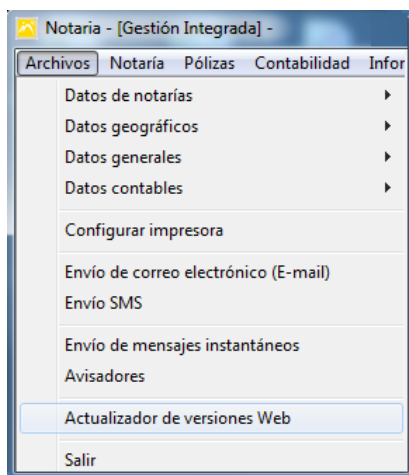 Notaria - [Gestión Integrada] -
Archivos Notaría Pólizas Contabilidad Infor
Datos de notarías
Datos geográficos
Datos generales
Datos contables
Configurar impresora
Envío de correo electrónico (E-mail)
Envío SMS
Envío de mensajes instantáneos
Avisadores
Actualizador de versiones Web
Salir